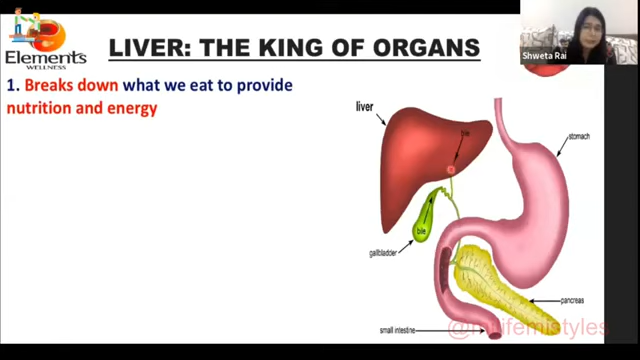 Elements
WELLNESS
LIVER: THE KING OF ORGANS
Shweta Rai
1. Breaks down what we eat to provide
nutrition and energy
liver
bile
stomach
bile
gallbladder
pancreas
small intestine